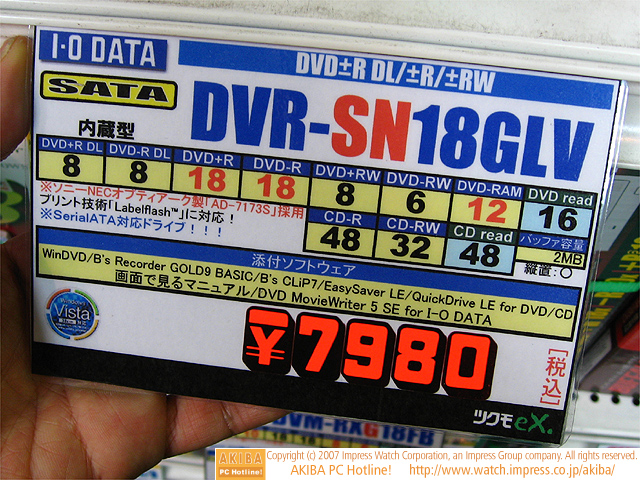 I·O DATA
DVD±R DL/±R/±RW
SATA
DVR-SN18GLV
内蔵型
DVD+R DL DVD-R DL DVD+R DVD-R DVD+RW DVD-RW DVD-RAM DVD read
8 8 18 18 8 6 12 16
※ソニーNECオプティアーク製「AD-7173S」採用
プリント技術「Labelflash™」に対応!
※SerialATA対応ドライブ!!!
CD-R CD-RW CD read バッファ容量
48 32 48 2MB
縦置:○
添付ソフトウェア
WinDVD/B's Recorder GOLD9 BASIC/B's CLiP7/EasySaver LE/QuickDrive LE for DVD/CD
画面で見るマニュアル/DVD MovieWriter 5 SE for I-O DATA
Windows Vista
¥7980
[税込]
ツクモeX.
DVM-RXG18FB
AKIBA PC Hotline!
Copyright (c) 2007 Impress Watch Corporation, an Impress Group company. All rights reserved.
AKIBA PC Hotline! http://www.watch.impress.co.jp/akiba/